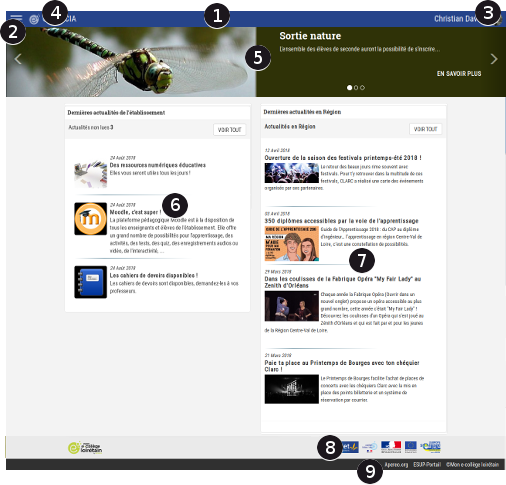 1
4
CIA
Christian Dav
3
2
Sortie nature
L'ensemble des élèves de seconde auront la possibilité de s'inscrire...
5
EN SAVOIR PLUS
Dernières actualités de l'établissement
Actualités non lues 3
VOIR TOUT
24 Août 2018
Des ressources numériques éducatives
Elles vous seront utiles tous les jours !
24 Août 2018
Moodle, c'est super !
6
La plateforme pédagogique Moodle est à la disposition de
tous les enseignants et élèves de l'établissement. Elle offre
un grand nombre de possibilités pour l'apprentissage, des
activités, des tests, des quiz, des enregistrements audios ou
vidéo, de l'interactivité, ...
24 Août 2018
Les cahiers de devoirs disponibles !
Les cahiers de devoirs sont disponibles, demandez-les à vos
professeurs.
Dernières actualités en Région
Actualités en Région
VOIR TOUT
12 Avril 2018
Ouverture de la saison des festivals printemps-été 2018 !
Le retour des beaux jours rime souvent avec
festivals. Pour t'y retrouver dans la multitude de ces
festivals, CLARC a réalisé une carte des événements
organisés par ses partenaires.
03 Avril 2018
350 diplômes accessibles par la voie de l'apprentissage
Guide de l'Apprentissage 2018 : du CAP au diplôme
d'ingénieur, l'apprentissage en région Centre-Val de
Loire, c'est une constellation de possibilités.
7
29 Mars 2018
Dans les coulisses de la Fabrique Opéra "My Fair Lady" au
Zenith d'Orléans
Chaque année la Fabrique Opéra (Ouvrir dans un
nouvel onglet) propose un opéra accessible au plus
grand nombre, cette année c'était "My Fair Lady" !
Découvrez les coulisses d'un Opéra qui s'est joué au
Zénith d'Orléans et qui est fait par et pour les jeunes
de la Région Centre-Val de Loire.
21 Mars 2018
Paie ta place au Printemps de Bourges avec ton chéquier
Clarc !
Le Printemps de Bourges facilite l'achat de places de
concerts avec les chéquiers CLARC avec la mise en
place des points billetterie et un système de
réservation par courrier.
e-collège
loirétain
8
9
Apereo.org ESUP Portail ©Mon e-collège loirétain